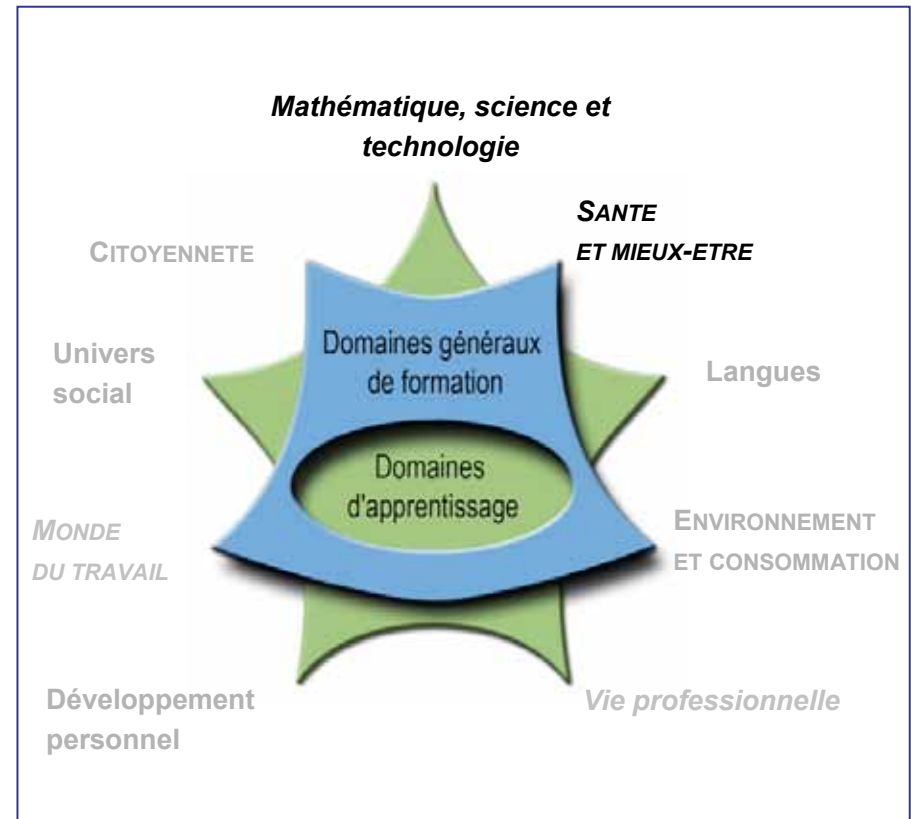 Mathématique, science et
technologie
SANTE
ET MIEUX-ETRE
CITOYENNETE
Univers
social
Domaines généraux
de formation
Langues
Domaines
d'apprentissage
MONDE
DU TRAVAIL
ENVIRONNEMENT
ET CONSOMMATION
Développement
personnel
Vie professionnelle